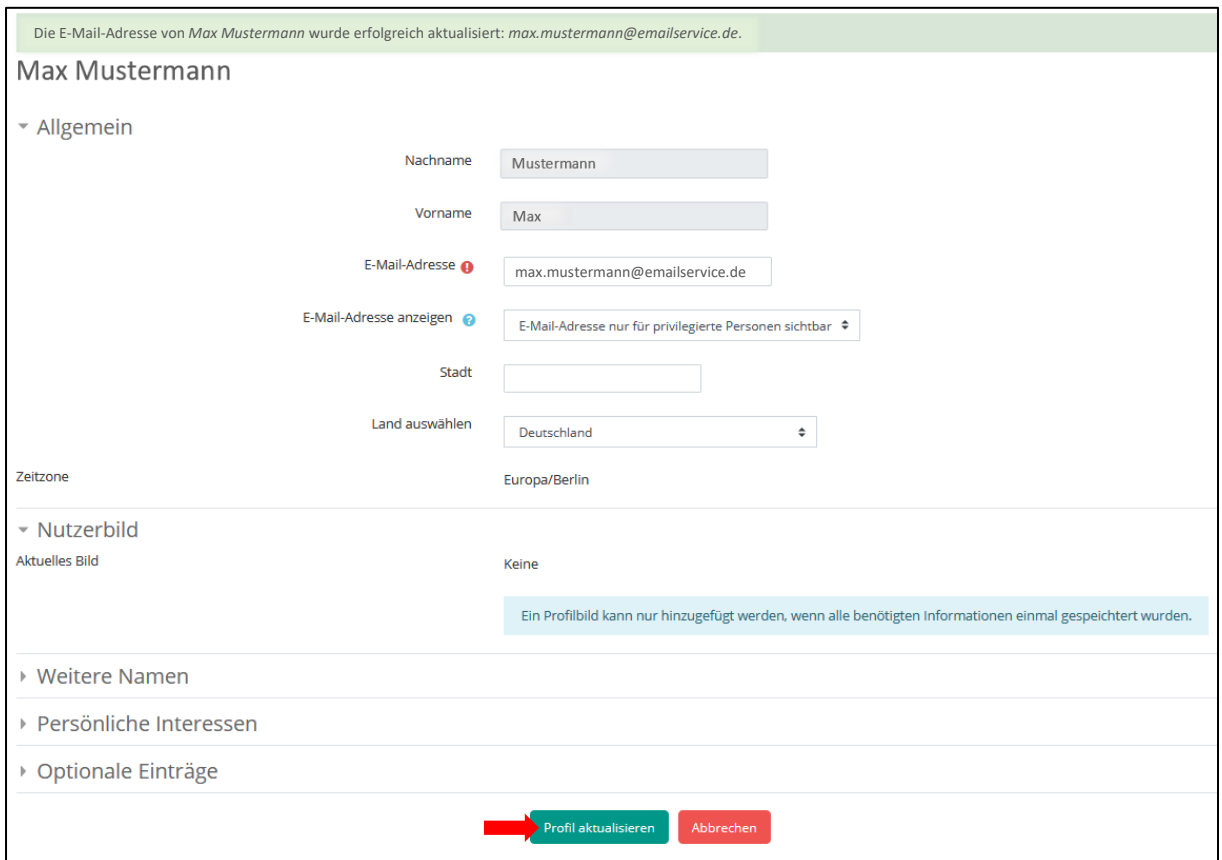 Die E-Mail-Adresse von Max Mustermann wurde erfolgreich aktualisiert: max.mustermann@emailservice.de.
Max Mustermann
Allgemein
Nachname Mustermann
Vorname Max
E-Mail-Adresse max.mustermann@emailservice.de
E-Mail-Adresse anzeigen E-Mail-Adresse nur für privilegierte Personen sichtbar
Stadt
Land auswählen Deutschland
Zeitzone Europa/Berlin
Nutzerbild
Aktuelles Bild Keine
Ein Profilbild kann nur hinzugefügt werden, wenn alle benötigten Informationen einmal gespeichtert wurden.
Weitere Namen
Persönliche Interessen
Optionale Einträge
Profil aktualisieren Abbrechen